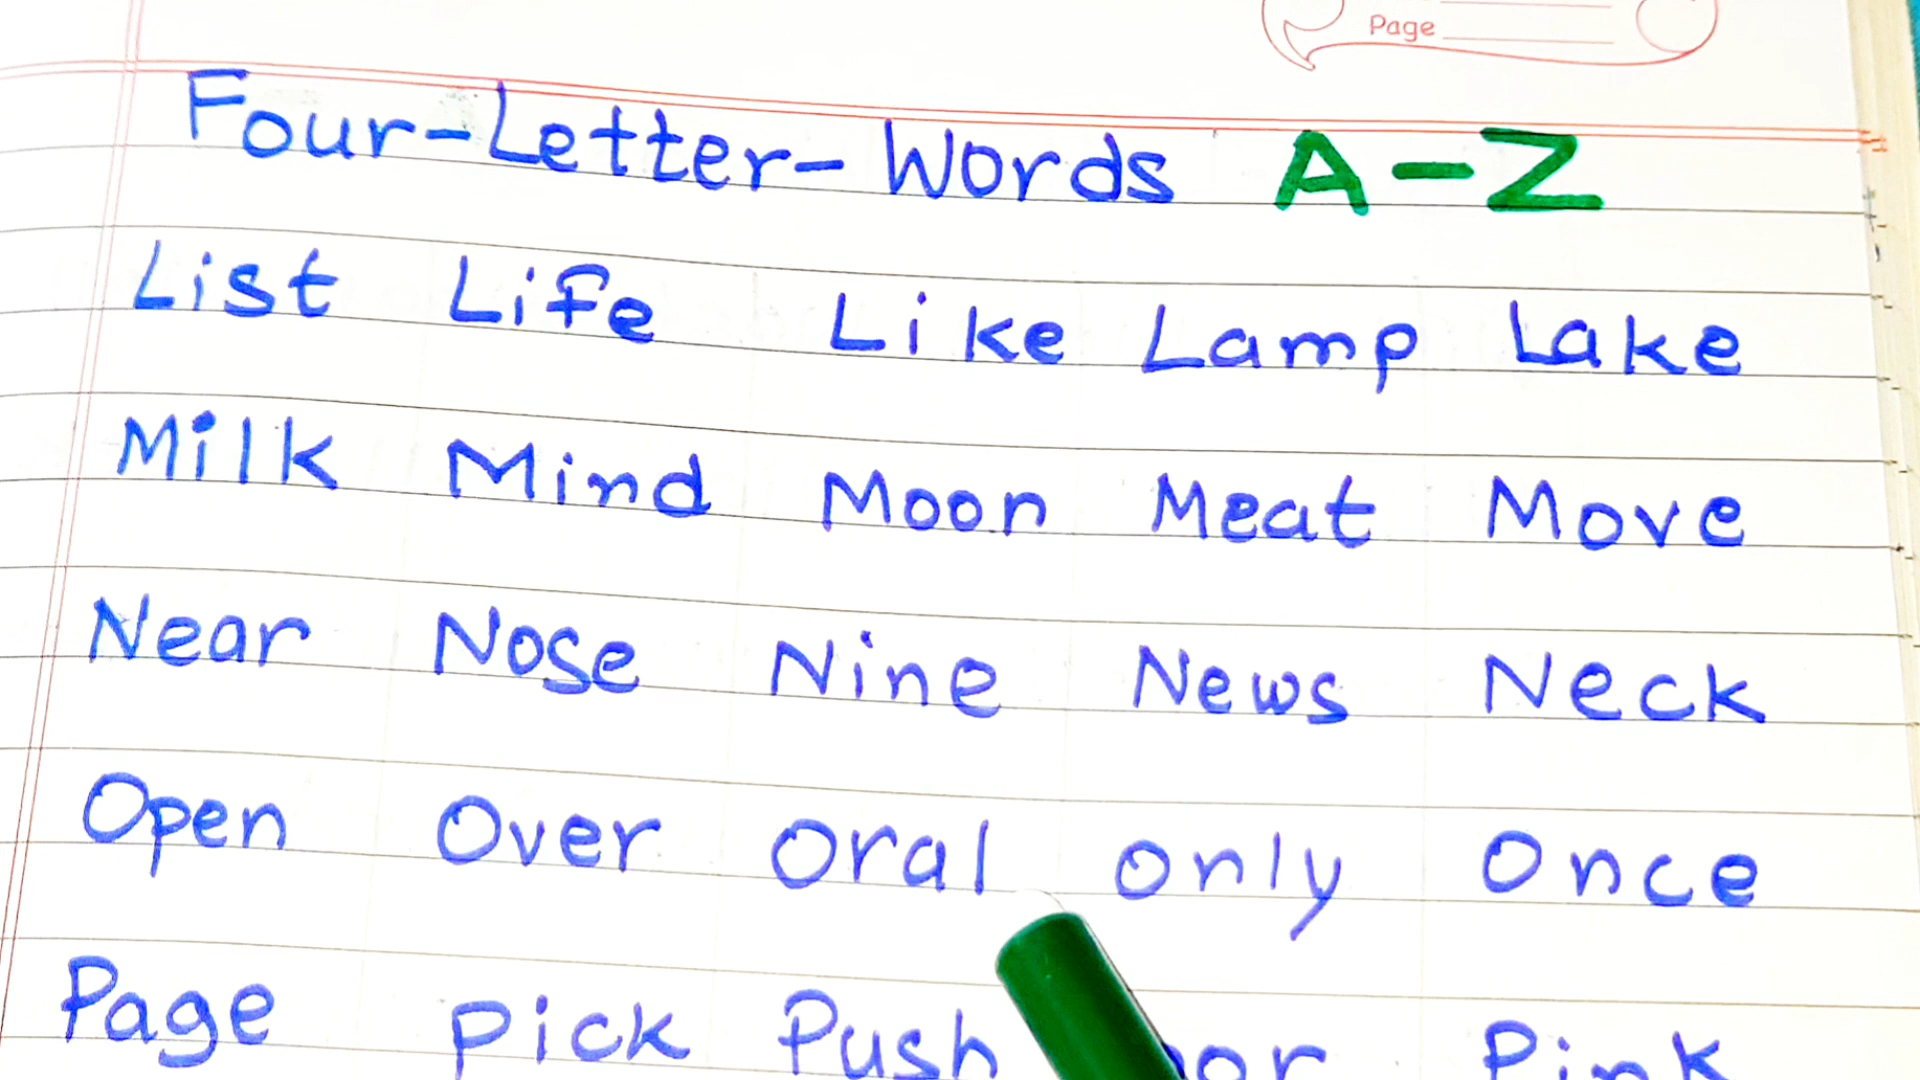 Page
Four-Letter-Words A-Z
List Life Like Lamp Lake
Milk Mind Moon Meat Move
Near Nose Nine News Neck
Open Over Oral only Once
Page Pick Push Pink